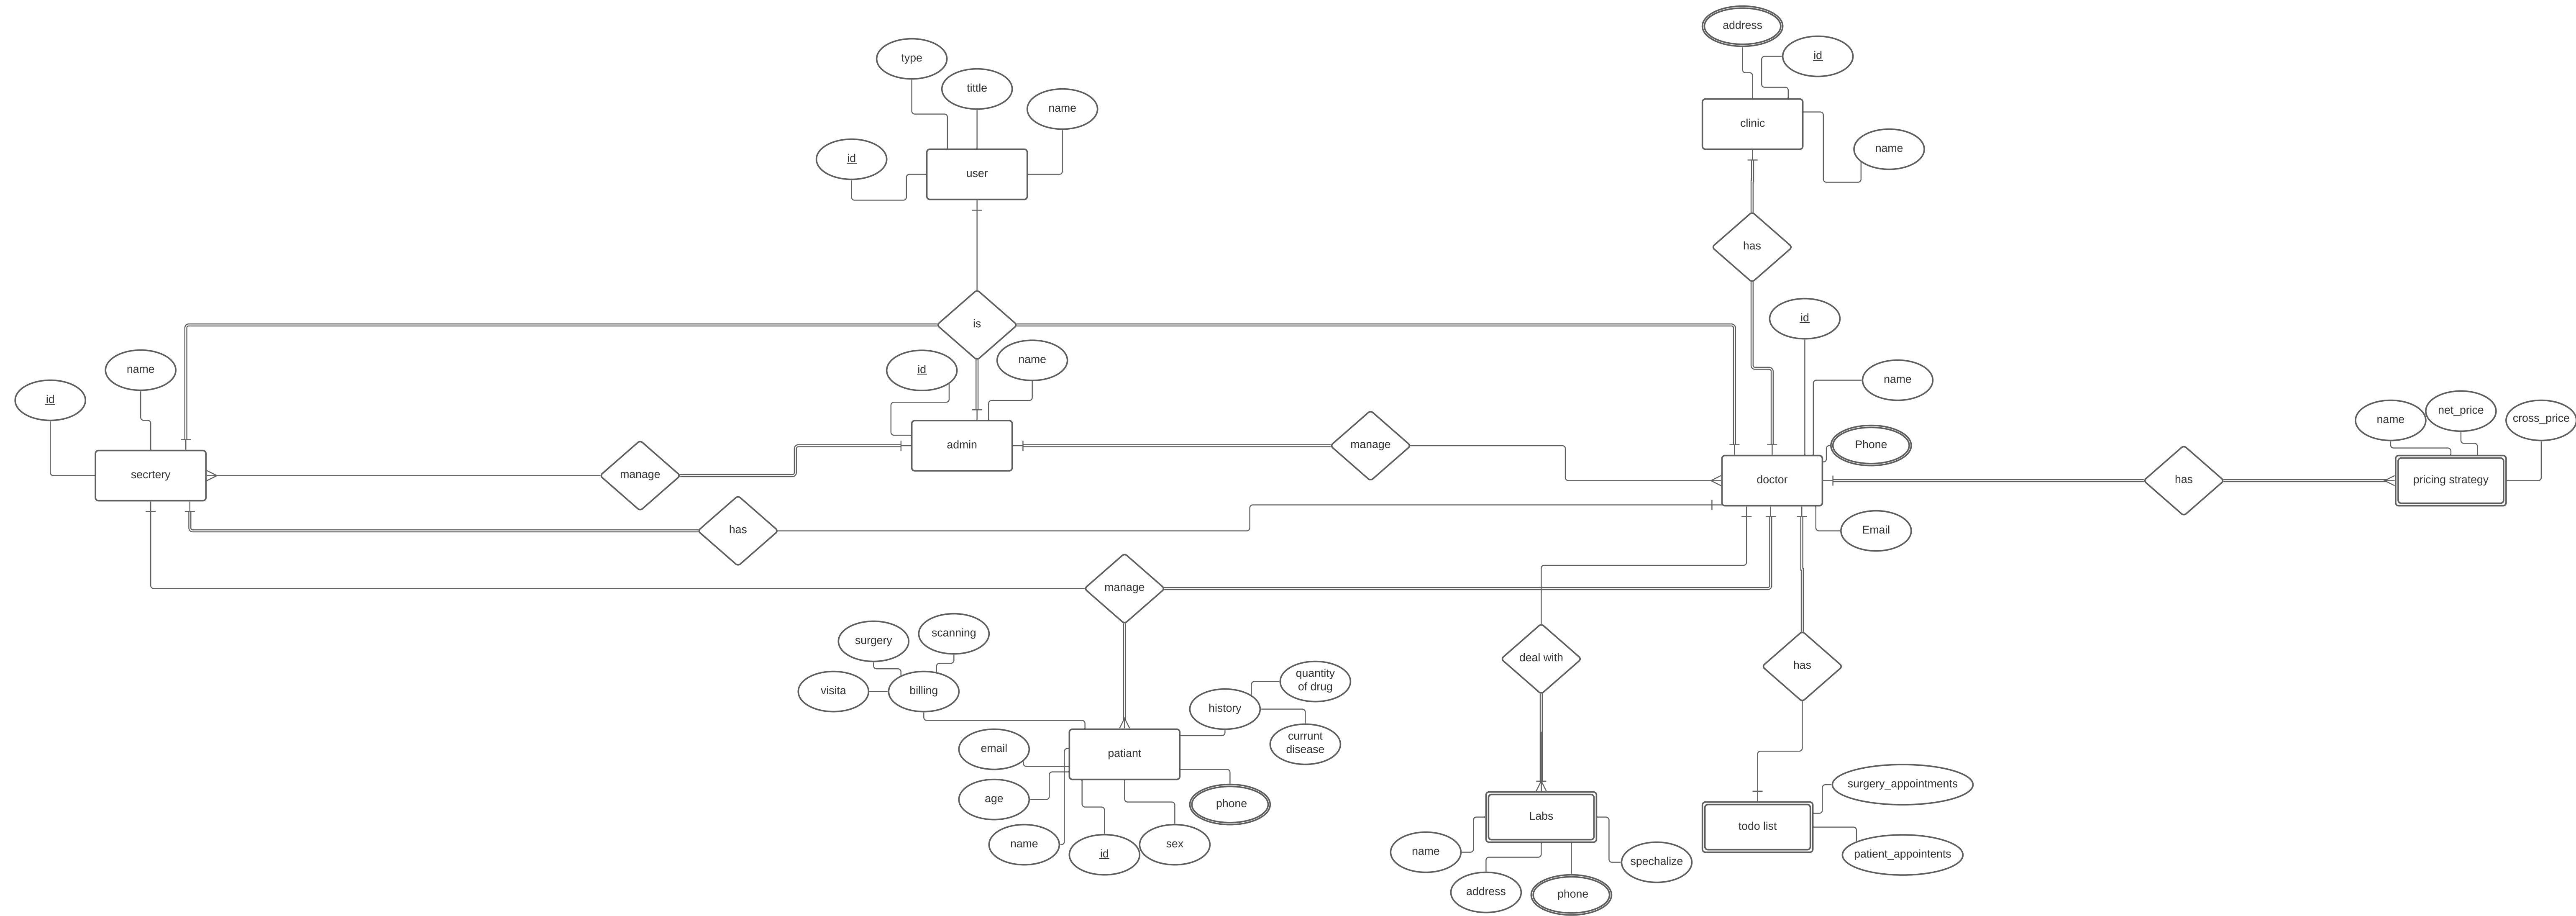 address
id
type
tittle
name
clinic
name
id
user
has
is
id
name
id
name
id
name
name
net_price
cross_price
admin
manage
Phone
secrtery
manage
doctor
has
pricing strategy
has
Email
manage
surgery
scanning
deal with
has
visita
billing
history
quantity
of drug
currunt
disease
email
patiant
age
phone
name
id
sex
Labs
name
address
phone
spechalize
surgery_appointments
todo list
patient_appointents